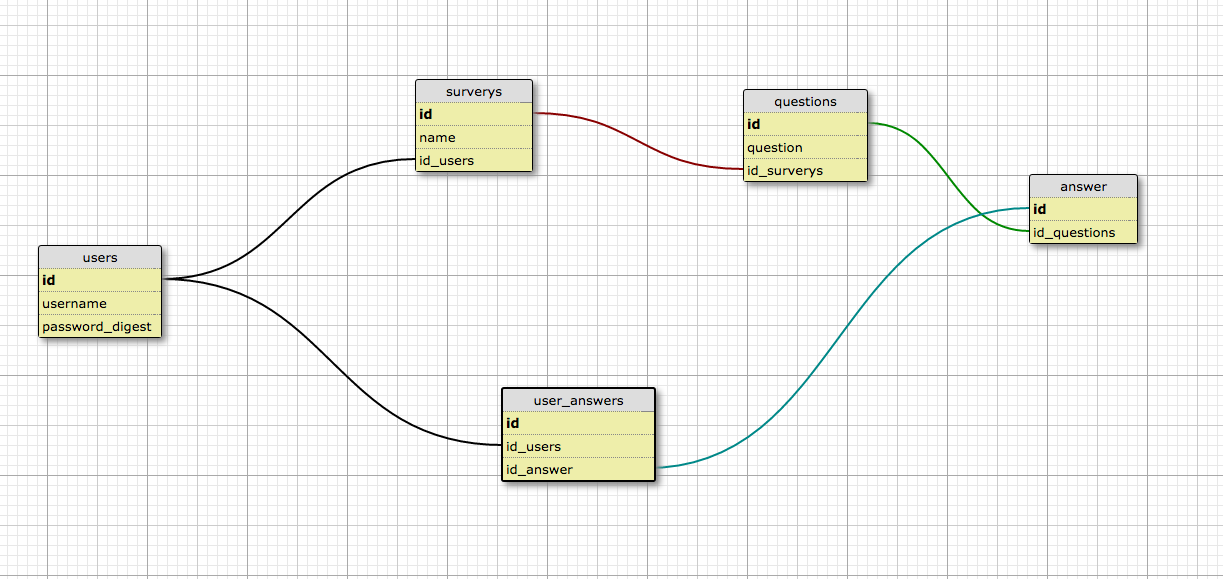 surverys
id
name
id_users
questions
id
question
id_surverys
answer
id
id_questions
users
id
username
password_digest
user_answers
id
id_users
id_answer